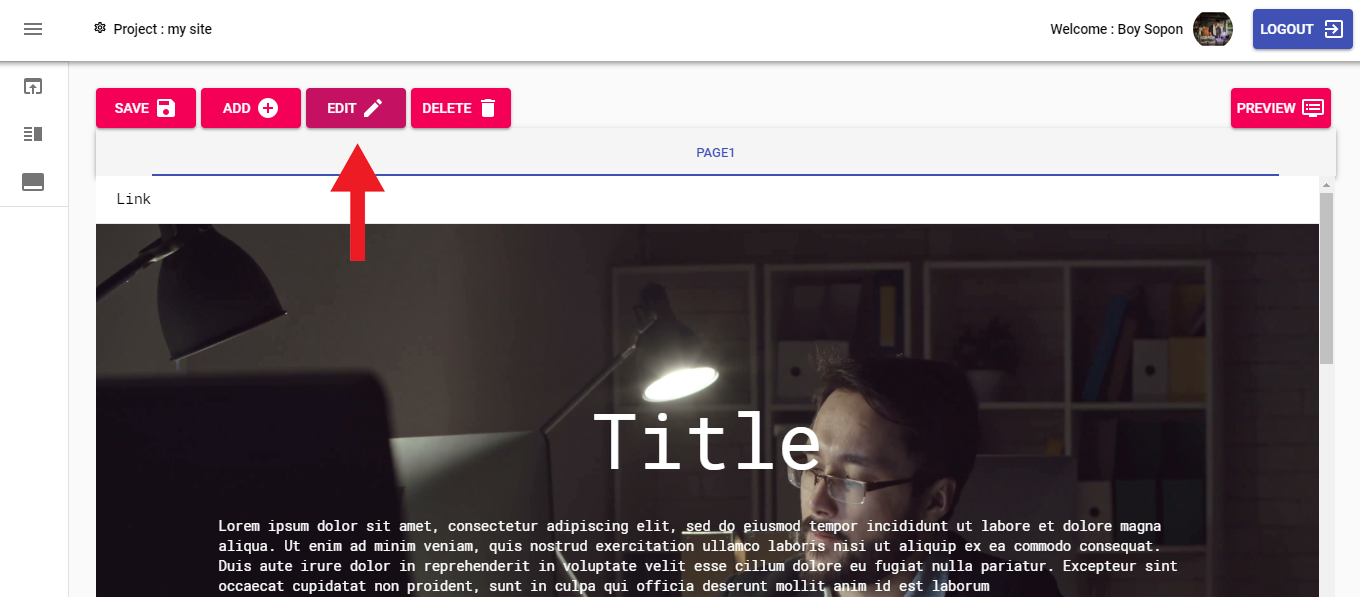 Project : my site
Welcome : Boy Sopon
LOGOUT
SAVE
ADD
EDIT
DELETE
PREVIEW
PAGE1
Link
Title
Lorem ipsum dolor sit amet, consectetur adipiscing elit, sed do eiusmod tempor incididunt ut labore et dolore magna
aliqua. Ut enim ad minim veniam, quis nostrud exercitation ullamco laboris nisi ut aliquip ex ea commodo consequat.
Duis aute irure dolor in reprehenderit in voluptate velit esse cillum dolore eu fugiat nulla pariatur. Excepteur sint
occaecat cupidatat non proident, sunt in culpa qui officia deserunt mollit anim id est laborum